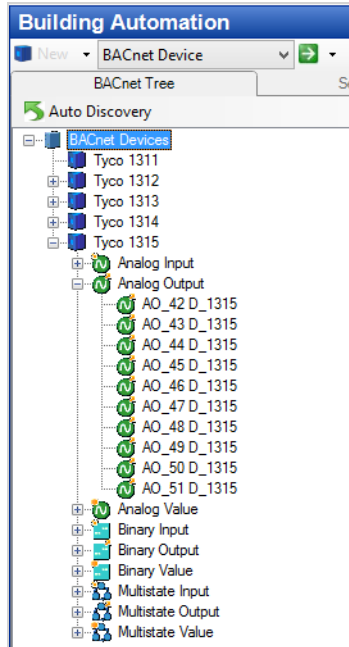 Building Automation
New BACnet Device
BACnet Tree
Auto Discovery
BACnet Devices
Tyco 1311
Tyco 1312
Tyco 1313
Tyco 1314
Tyco 1315
Analog Input
Analog Output
AO_42 D_1315
AO_43 D_1315
AO_44 D_1315
AO_45 D_1315
AO_46 D_1315
AO_47 D_1315
AO_48 D_1315
AO_49 D_1315
AO_50 D_1315
AO_51 D_1315
Analog Value
Binary Input
Binary Output
Binary Value
Multistate Input
Multistate Output
Multistate Value